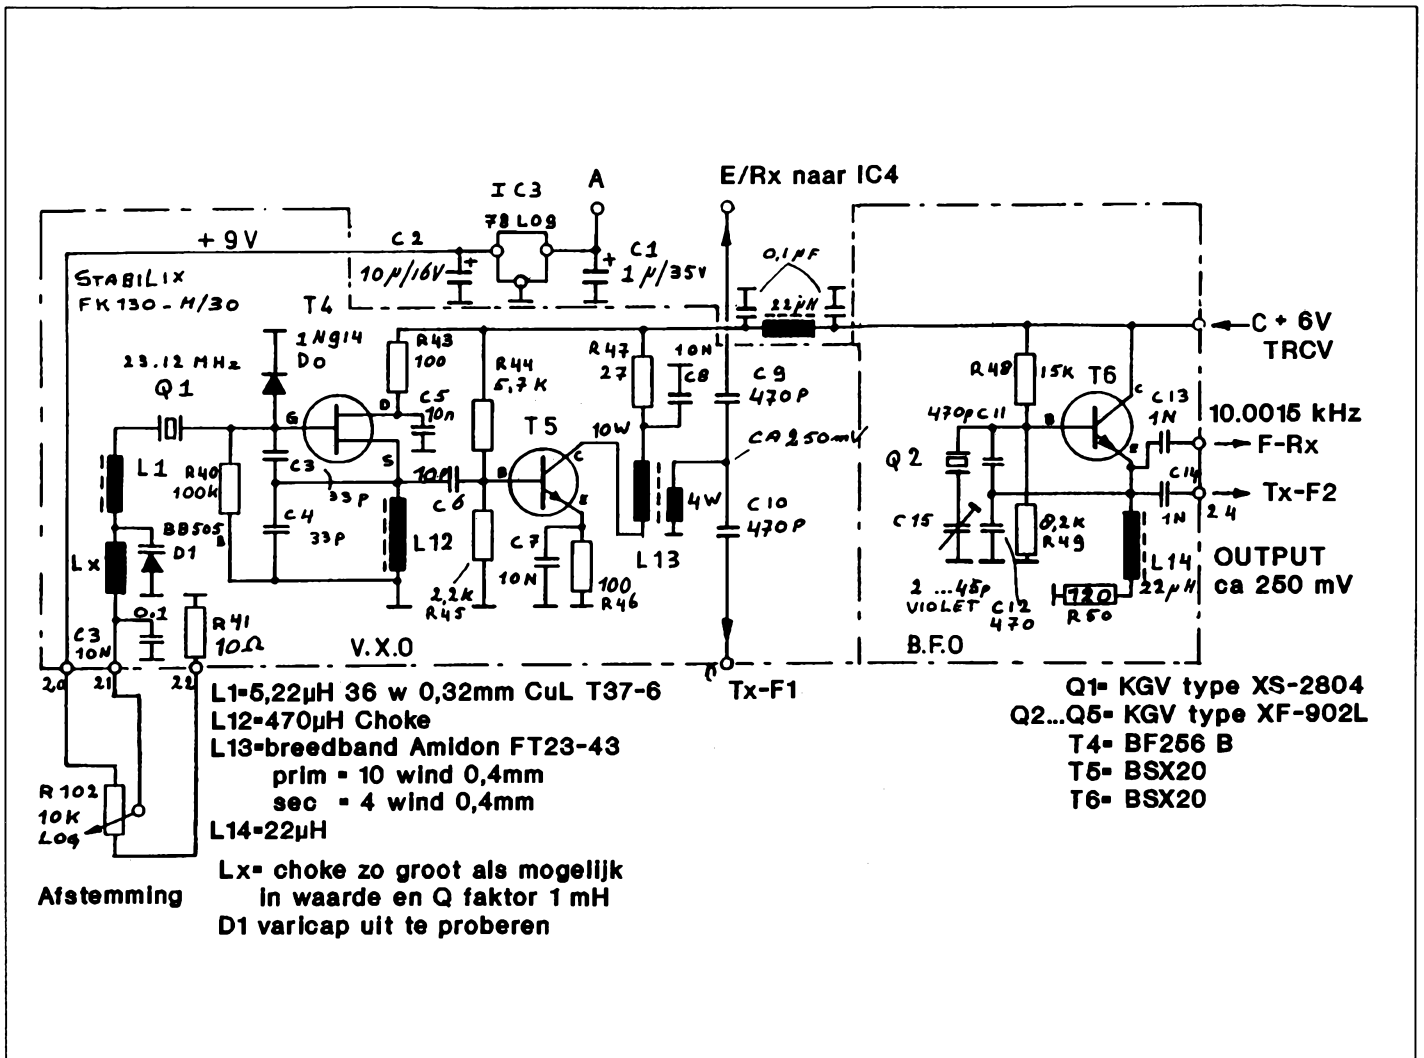 E/Rx naar IC4
A
IC3
78L09
+9V
C2
10µ/16V
+
C1
1µ/35V
+
STABILIX
FK130-H/30
0,1µF
22µH
C + 6V
TRCV
T4
1N914
Do
R43
100
R44
5,7K
R47
27
10N
C8
C9
470P
23.12 MHz
Q1
G
D
S
C5
10n
T5
10W
CA 250mV
R48
15K
T6
C13
1N
10.0015 kHz
F-Rx
470p
C11
B
C
E
Q2
C14
1N
Tx-F2
24
L1
R40
100k
C3
33P
10P
C6
B
C
E
4W
C10
470P
C4
33P
L12
C7
10N
L13
C15
8,2K
R49
L14
22µH
OUTPUT
ca 250 mV
BB505
B
D1
Lx
2,2K
R45
100
R46
2...45p
VIOLET
C12
470
120
R50
0.1
C3
10N
R41
10Ω
V.X.O
B.F.O
20
21
22
Tx-F1
L1=5,22µH 36 w 0,32mm CuL T37-6
L12=470µH Choke
L13=breedband Amidon FT23-43
prim = 10 wind 0,4mm
sec = 4 wind 0,4mm
L14=22µH
Q1= KGV type XS-2804
Q2...Q5= KGV type XF-902L
T4= BF256 B
T5= BSX20
T6= BSX20
R102
10K
Log
Afstemming
Lx= choke zo groot als mogelijk
in waarde en Q faktor 1 mH
D1 varicap uit te proberen